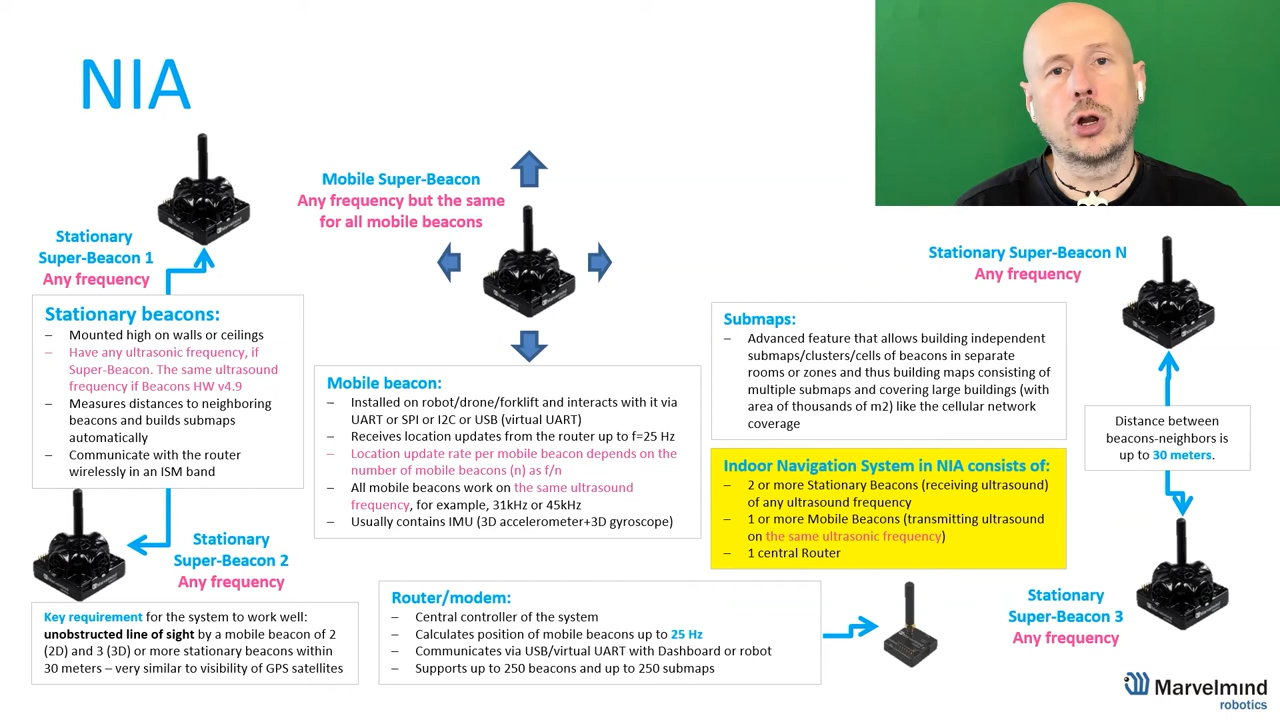 NIA
Mobile Super-Beacon
Any frequency but the same
for all mobile beacons
Stationary
Super-Beacon 1
Any frequency
Stationary beacons:
– Mounted high on walls or ceilings
– Have any ultrasonic frequency, if
Super-Beacon. The same ultrasound
frequency if Beacons HW v4.9
– Measures distances to neighboring
beacons and builds submaps
automatically
– Communicate with the router
wirelessly in an ISM band
Stationary
Super-Beacon 2
Any frequency
Key requirement for the system to work well:
unobstructed line of sight by a mobile beacon of 2
(2D) and 3 (3D) or more stationary beacons within
30 meters – very similar to visibility of GPS satellites
Mobile beacon:
– Installed on robot/drone/forklift and interacts with it via
UART or SPI or I2C or USB (virtual UART)
– Receives location updates from the router up to f=25 Hz
– Location update rate per mobile beacon depends on the
number of mobile beacons (n) as f/n
– All mobile beacons work on the same ultrasound
frequency, for example, 31kHz or 45kHz
– Usually contains IMU (3D accelerometer+3D gyroscope)
Router/modem:
– Central controller of the system
– Calculates position of mobile beacons up to 25 Hz
– Communicates via USB/virtual UART with Dashboard or robot
– Supports up to 250 beacons and up to 250 submaps
Stationary Super-Beacon N
Any frequency
Submaps:
– Advanced feature that allows building independent
submaps/clusters/cells of beacons in separate
rooms or zones and thus building maps consisting of
multiple submaps and covering large buildings (with
area of thousands of m2) like the cellular network
coverage
Indoor Navigation System in NIA consists of:
– 2 or more Stationary Beacons (receiving ultrasound)
of any ultrasound frequency
– 1 or more Mobile Beacons (transmitting ultrasound
on the same ultrasonic frequency)
– 1 central Router
Distance between
beacons-neighbors is
up to 30 meters.
Stationary
Super-Beacon 3
Any frequency
Marvelmind
robotics